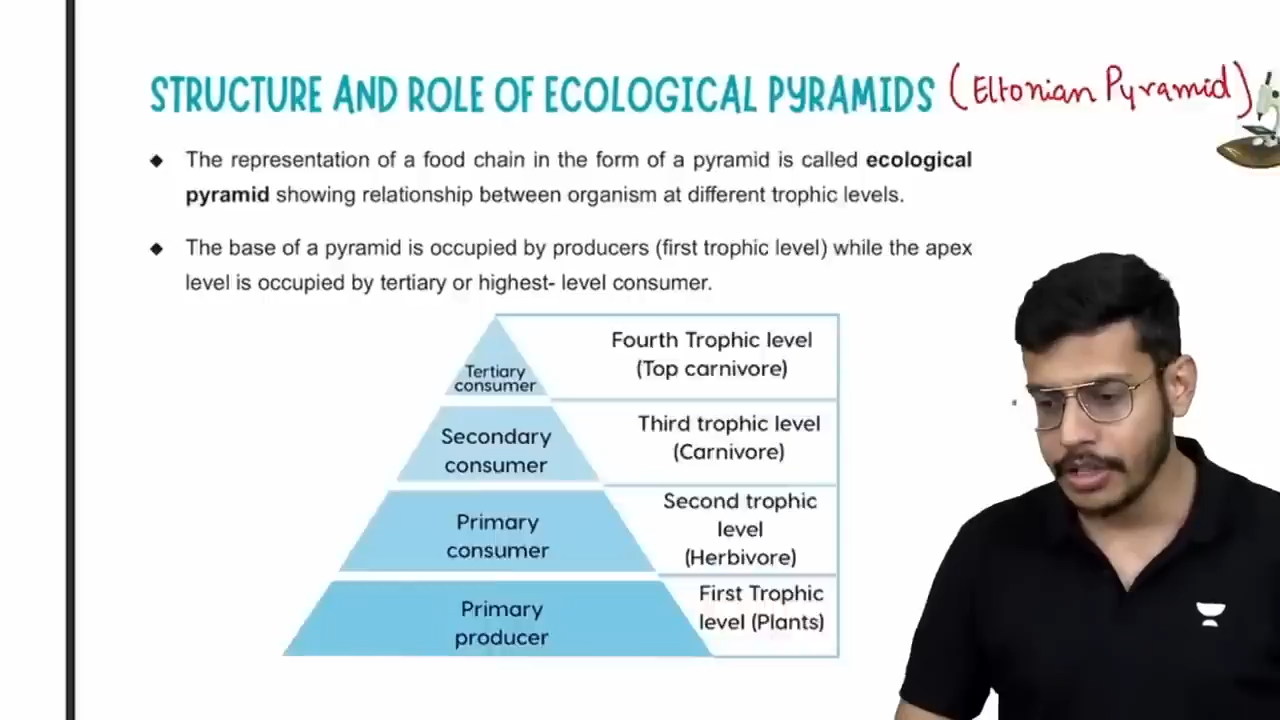 STRUCTURE AND ROLE OF ECOLOGICAL PYRAMIDS (Eltonian Pyramid)
The representation of a food chain in the form of a pyramid is called ecological
pyramid showing relationship between organism at different trophic levels.
The base of a pyramid is occupied by producers (first trophic level) while the apex
level is occupied by tertiary or highest- level consumer.
Tertiary
consumer
Fourth Trophic level
(Top carnivore)
Secondary
consumer
Third trophic level
(Carnivore)
Primary
consumer
Second trophic
level
(Herbivore)
Primary
producer
First Trophic
level (Plants)